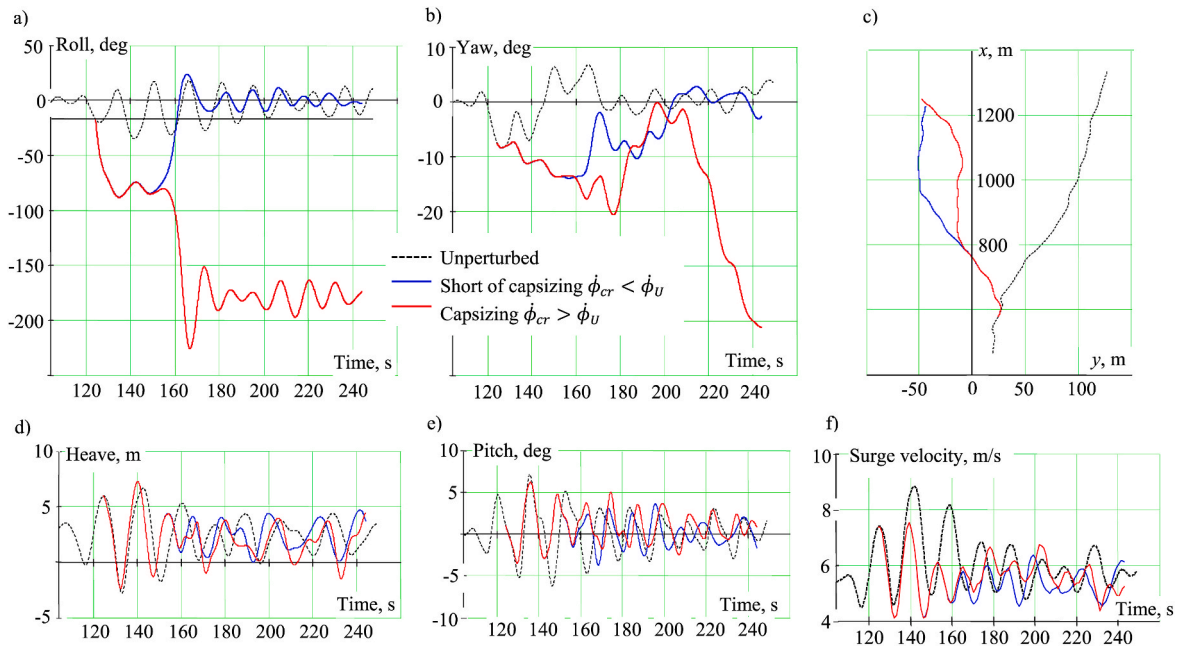 a)
Roll, deg
50
0
-50
-100
-150
-200
Time, s
120 140 160 180 200 220 240
b)
Yaw, deg
10
0
-10
-20
Time, s
120 140 160 180 200 220 240
Unperturbed
Short of capsizing ϕ̇cr < ϕ̇U
Capsizing ϕ̇cr > ϕ̇U
c)
x, m
1200
1000
800
y, m
-50 0 50 100
d)
Heave, m
10
5
0
-5
Time, s
120 140 160 180 200 220 240
e)
Pitch, deg
10
5
0
-5
-10
Time, s
120 140 160 180 200 220 240
f)
Surge velocity, m/s
10
8
6
4
Time, s
120 140 160 180 200 220 240